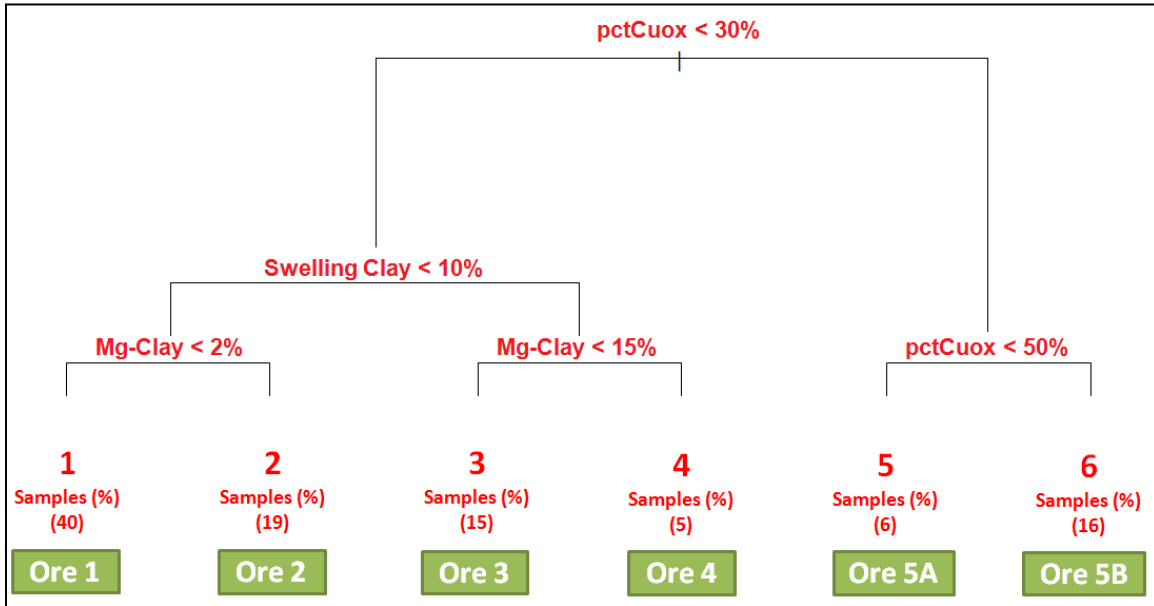 pctCuox < 30%
Swelling Clay < 10%
Mg-Clay < 2%
Mg-Clay < 15%
pctCuox < 50%
1
Samples (%)
(40)
Ore 1
2
Samples (%)
(19)
Ore 2
3
Samples (%)
(15)
Ore 3
4
Samples (%)
(5)
Ore 4
5
Samples (%)
(6)
Ore 5A
6
Samples (%)
(16)
Ore 5B